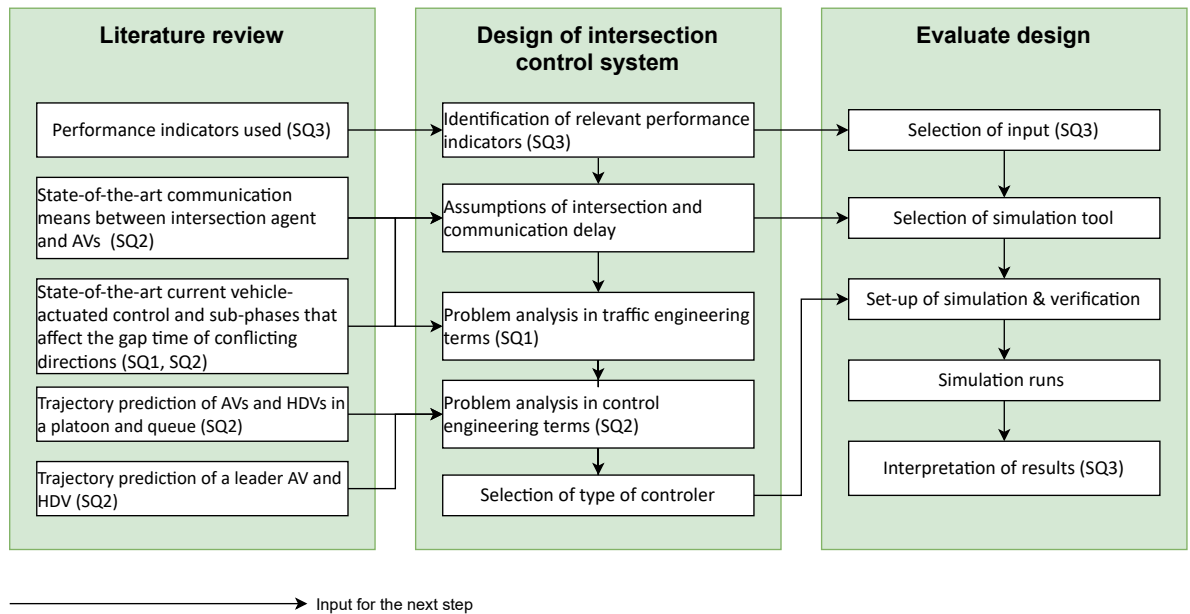 Literature review
Performance indicators used (SQ3)
State-of-the-art communication
means between intersection agent
and AVs (SQ2)
State-of-the-art current vehicle-
actuated control and sub-phases that
affect the gap time of conflicting
directions (SQ1, SQ2)
Trajectory prediction of AVs and HDVs in
a platoon and queue (SQ2)
Trajectory prediction of a leader AV and
HDV (SQ2)
Design of intersection
control system
Identification of relevant performance
indicators (SQ3)
Assumptions of intersection and
communication delay
Problem analysis in traffic engineering
terms (SQ1)
Problem analysis in control
engineering terms (SQ2)
Selection of type of controler
Evaluate design
Selection of input (SQ3)
Selection of simulation tool
Set-up of simulation & verification
Simulation runs
Interpretation of results (SQ3)
Input for the next step